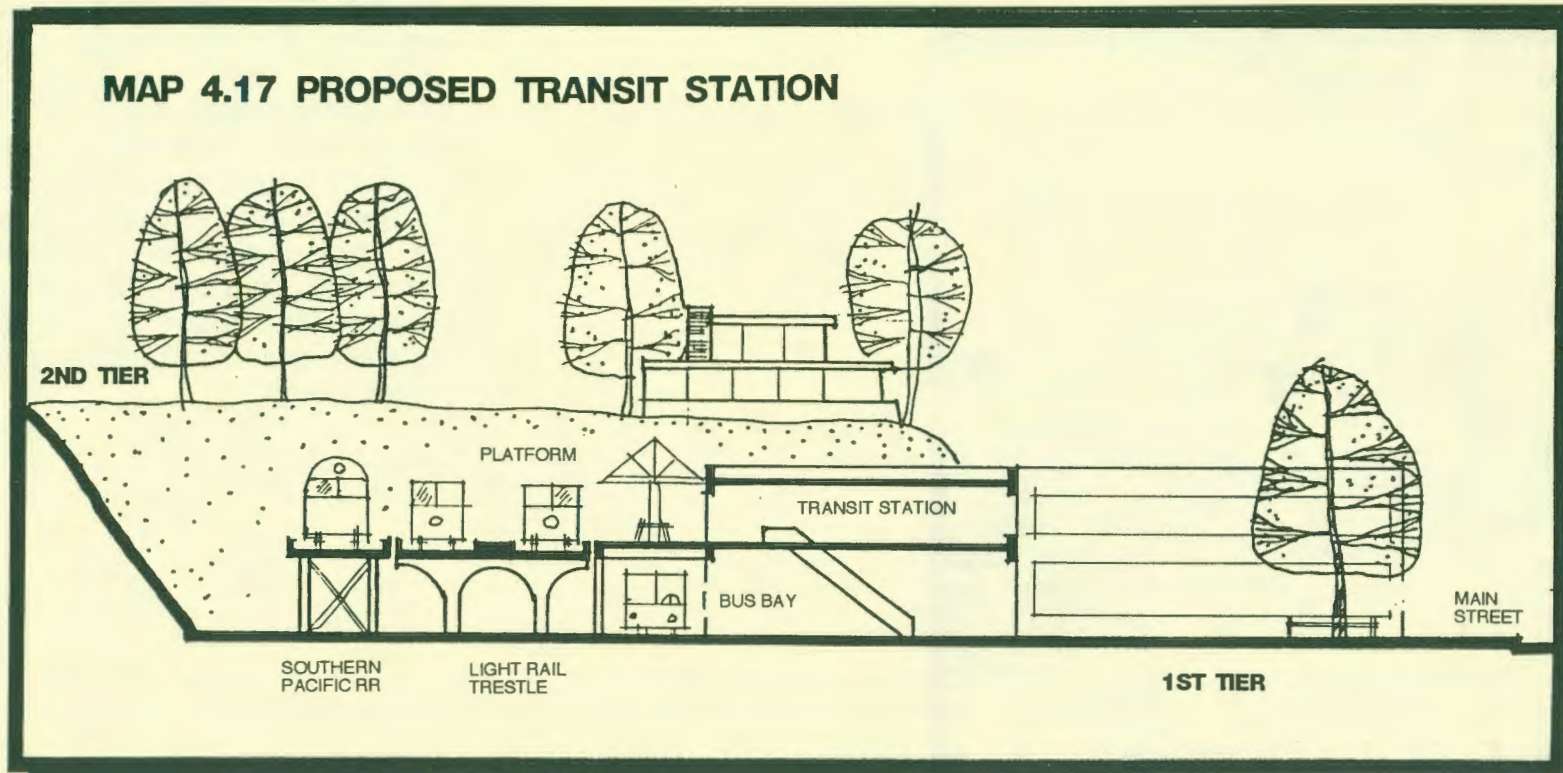 MAP 4.17 PROPOSED TRANSIT STATION
2ND TIER
PLATFORM
TRANSIT STATION
BUS BAY
MAIN
STREET
SOUTHERN
PACIFIC RR
LIGHT RAIL
TRESTLE
1ST TIER